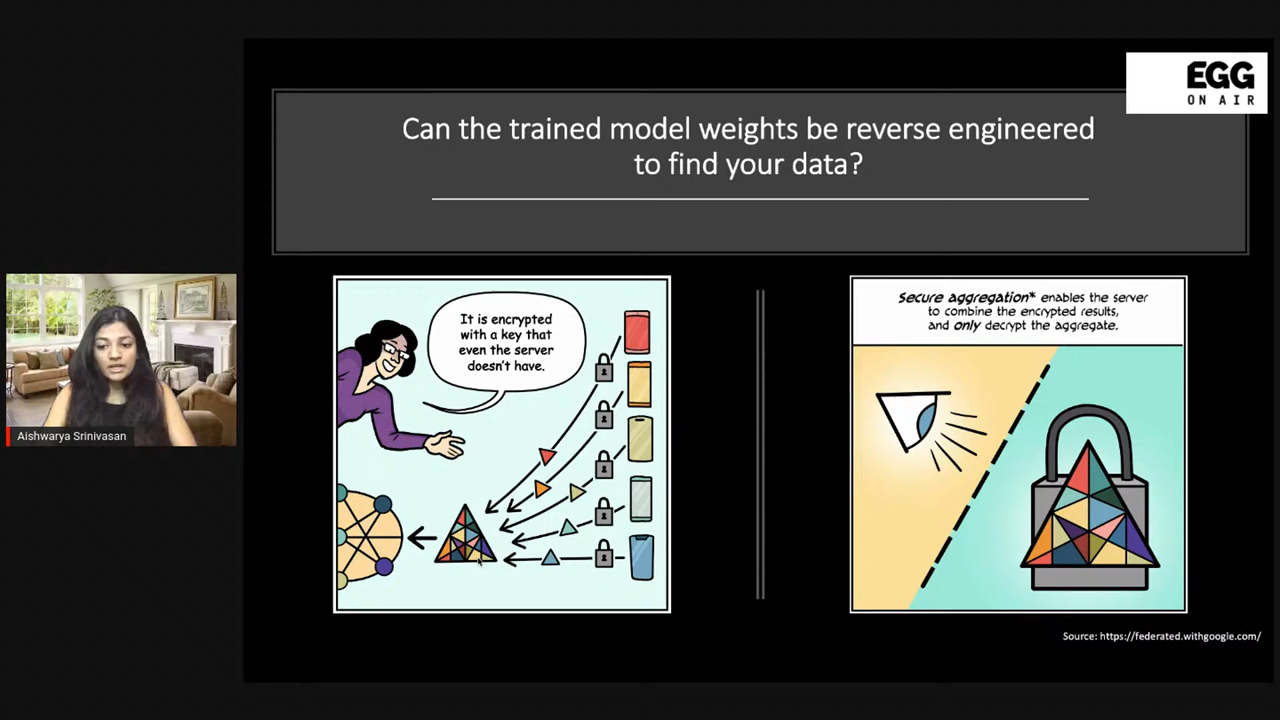 EGG
ON AIR
Can the trained model weights be reverse engineered
to find your data?
It is encrypted
with a key that
even the server
doesn't have.
Secure aggregation* enables the server
to combine the encrypted results,
and only decrypt the aggregate.
Aishwarya Srinivasan
Source: https://federated.withgoogle.com/